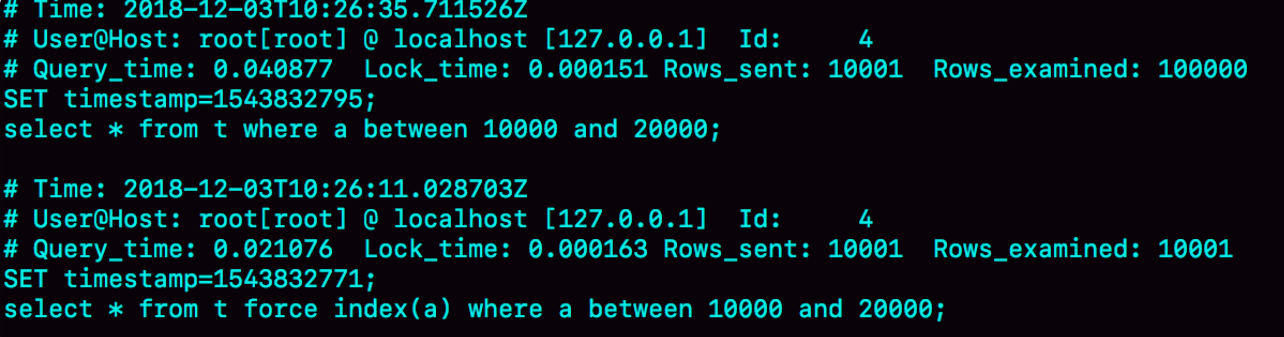 # Time: 2018-12-03T10:26:35.711526Z
# User@Host: root[root] @ localhost [127.0.0.1]  Id:     4
# Query_time: 0.040877  Lock_time: 0.000151 Rows_sent: 10001  Rows_examined: 100000
SET timestamp=1543832795;
select * from t where a between 10000 and 20000;
# Time: 2018-12-03T10:26:11.028703Z
# User@Host: root[root] @ localhost [127.0.0.1]  Id:     4
# Query_time: 0.021076  Lock_time: 0.000163 Rows_sent: 10001  Rows_examined: 10001
SET timestamp=1543832771;
select * from t force index(a) where a between 10000 and 20000;